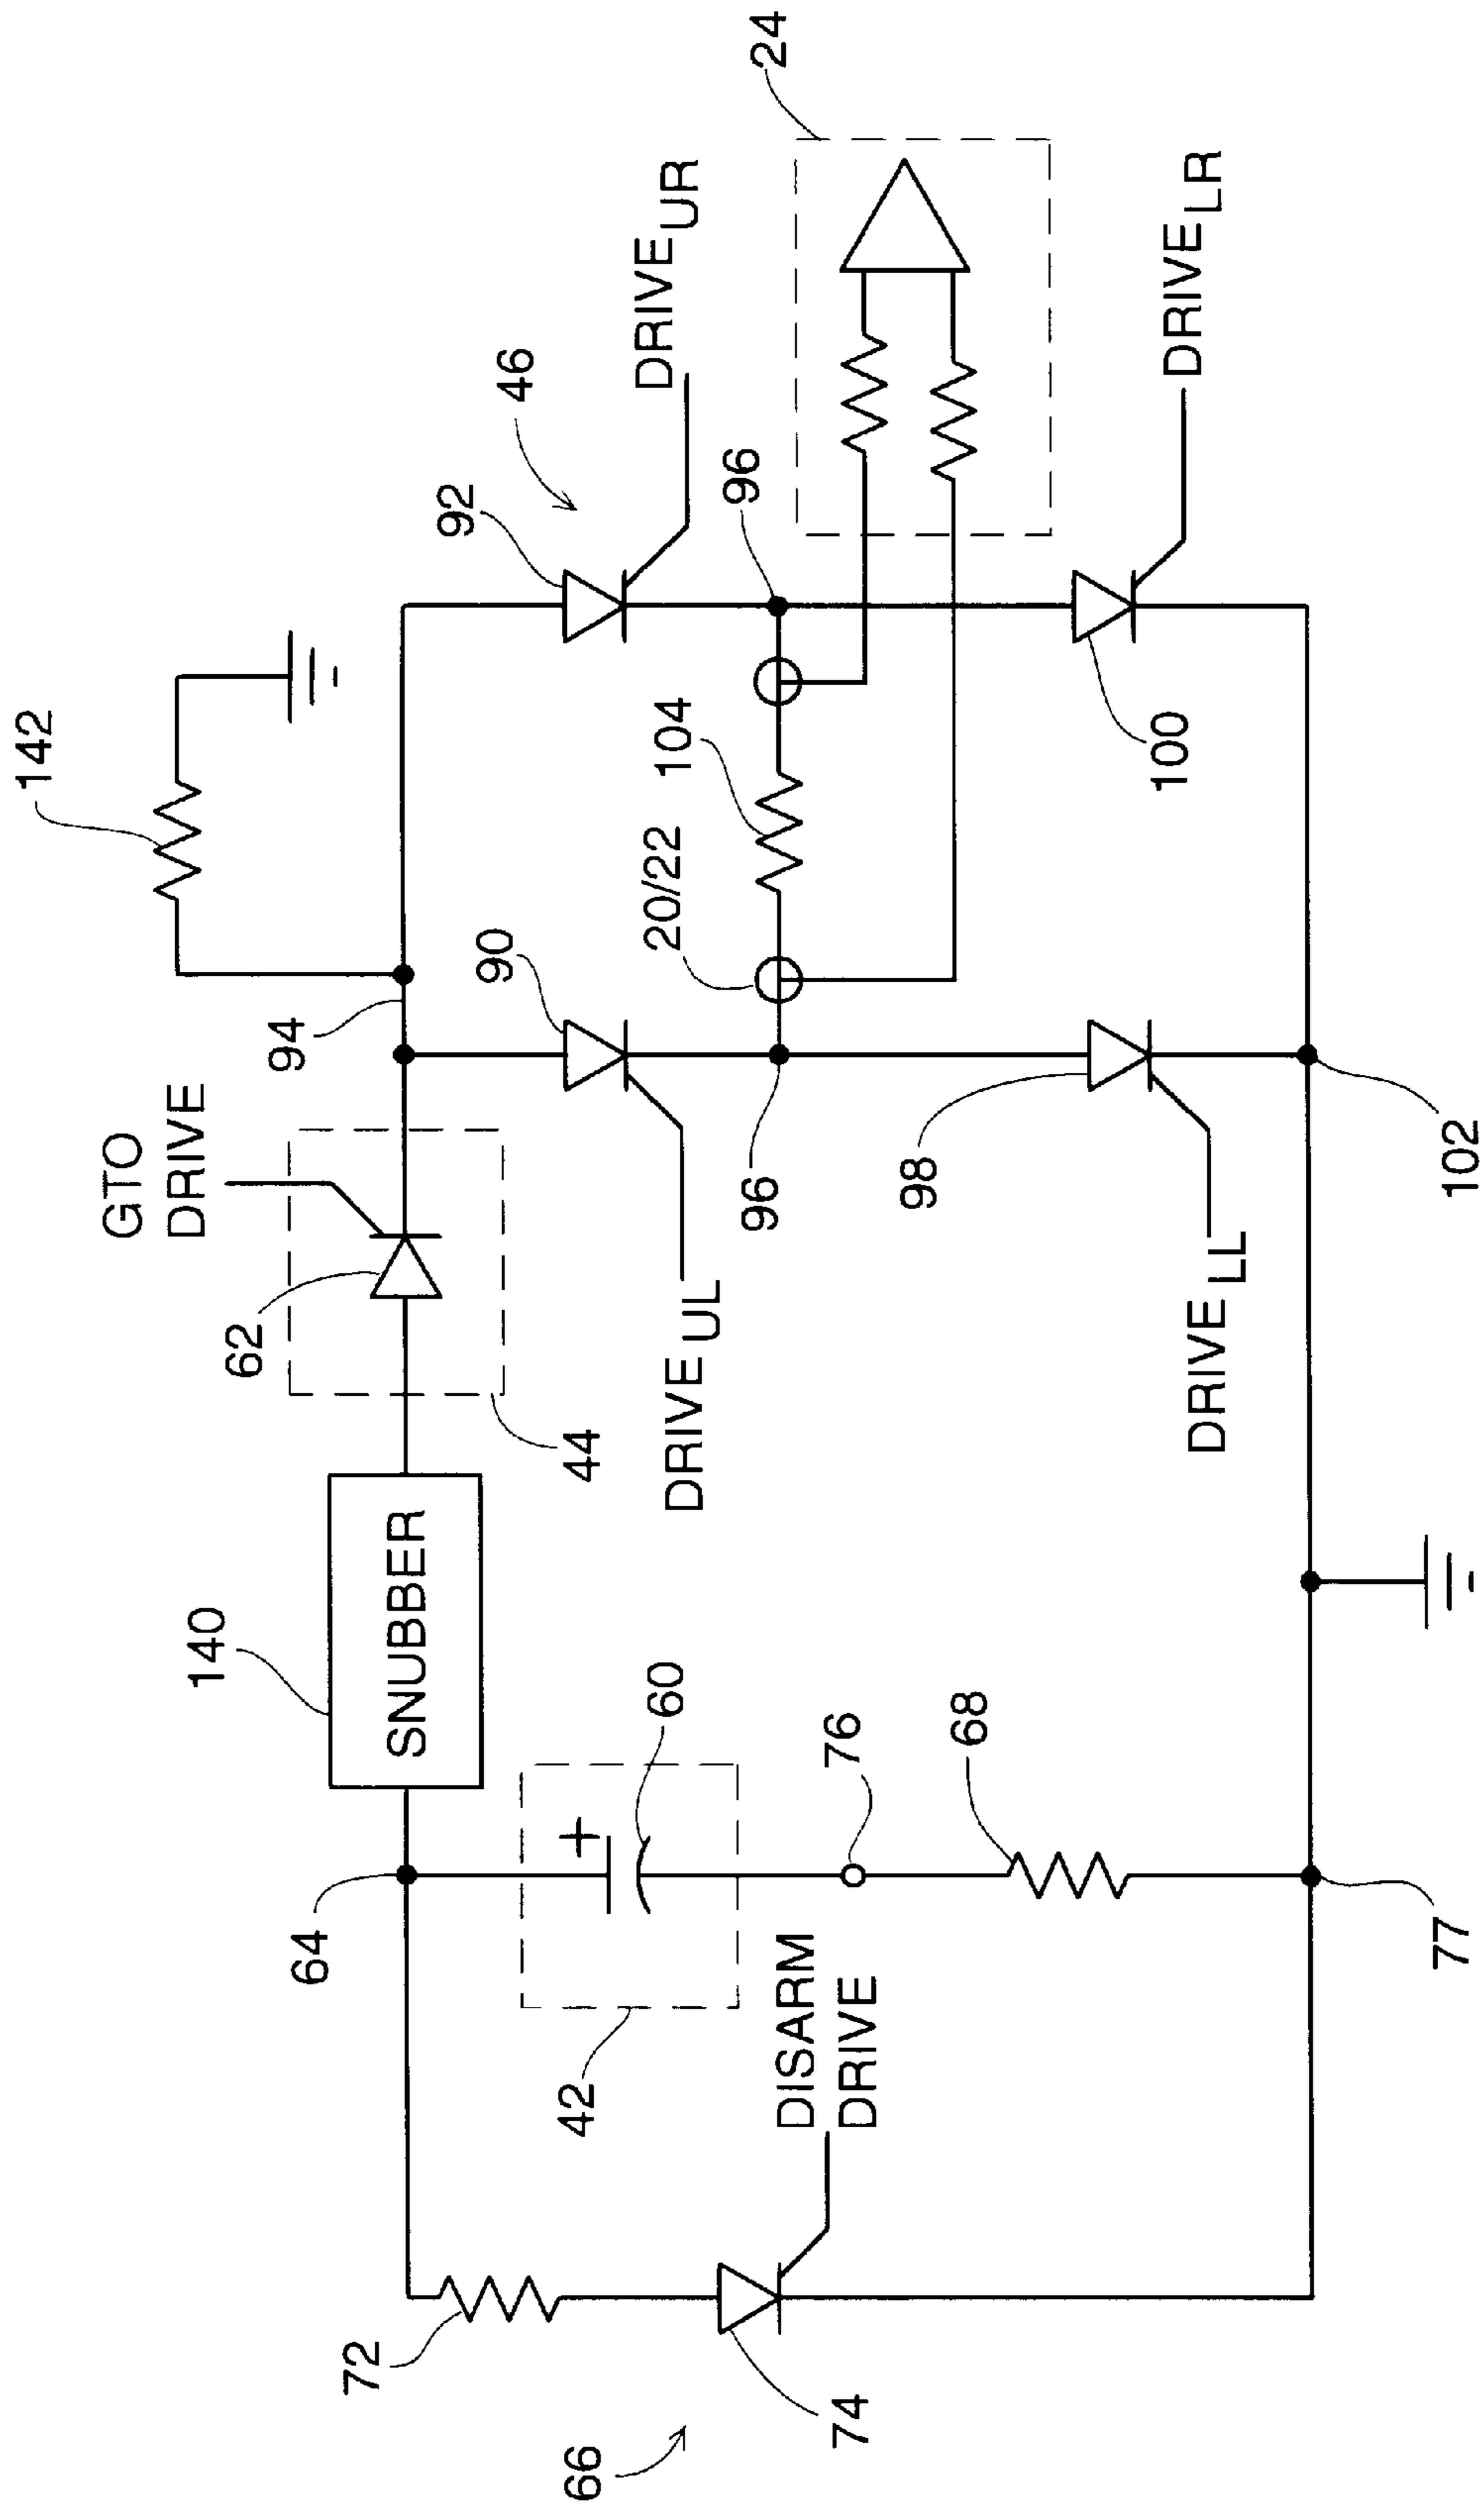 142
24
GTO
DRIVE
94
46
DRIVE UR
92
62
90
96
140
SNUBBER
44
20/22
104
DRIVE UL
96
DRIVE LR
100
98
64
60
42
76
68
DRIVE LL
72
DISARM
DRIVE
74
66
77
102